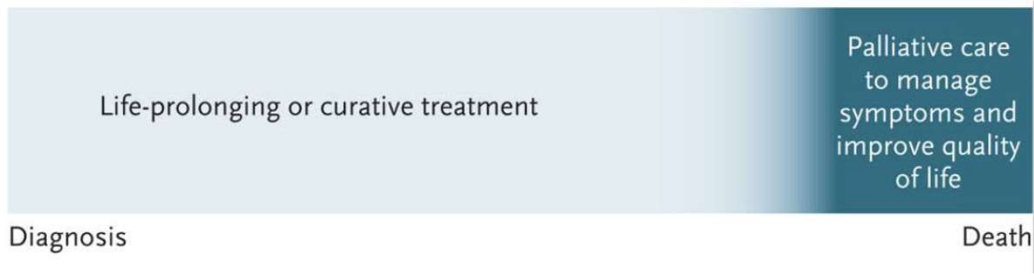 Life-prolonging or curative treatment
Palliative care
to manage
symptoms and
improve quality
of life
Diagnosis
Death